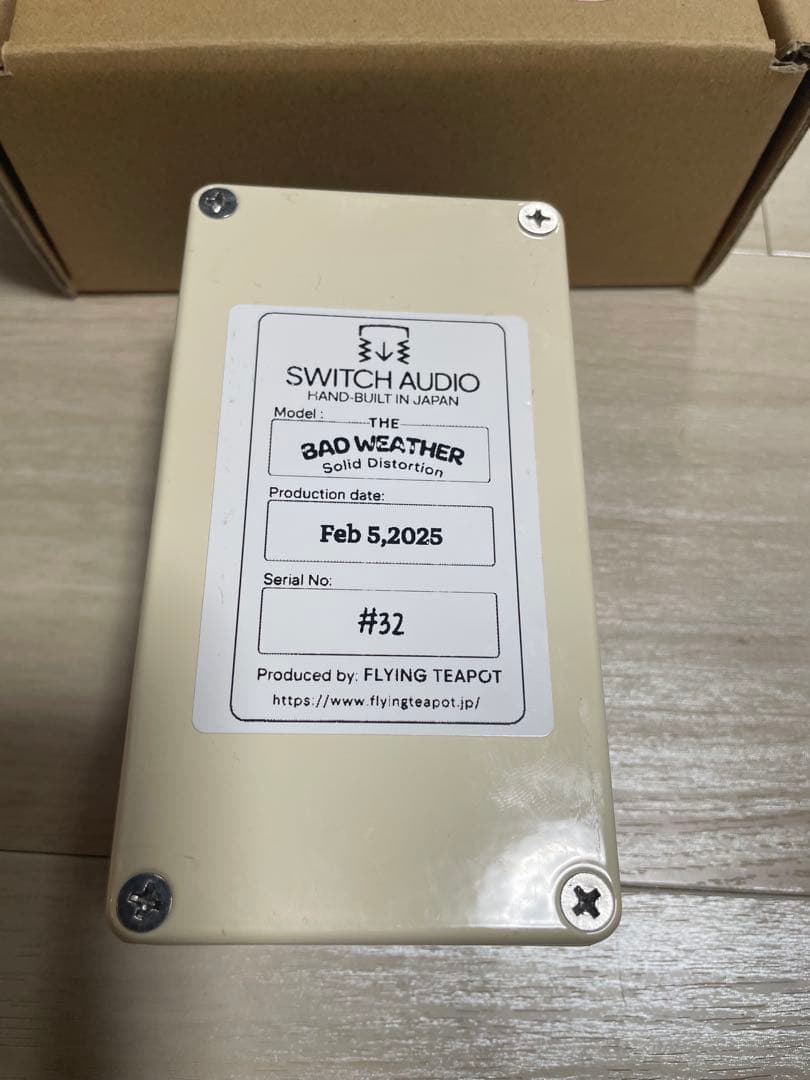 SWITCH AUDIO
HAND-BUILT IN JAPAN
Model :
THE
BAD WEATHER
Solid Distortion
Production date:
Feb 5,2025
Serial No:
#32
Produced by: FLYING TEAPOT
https://www.flyingteapot.jp/